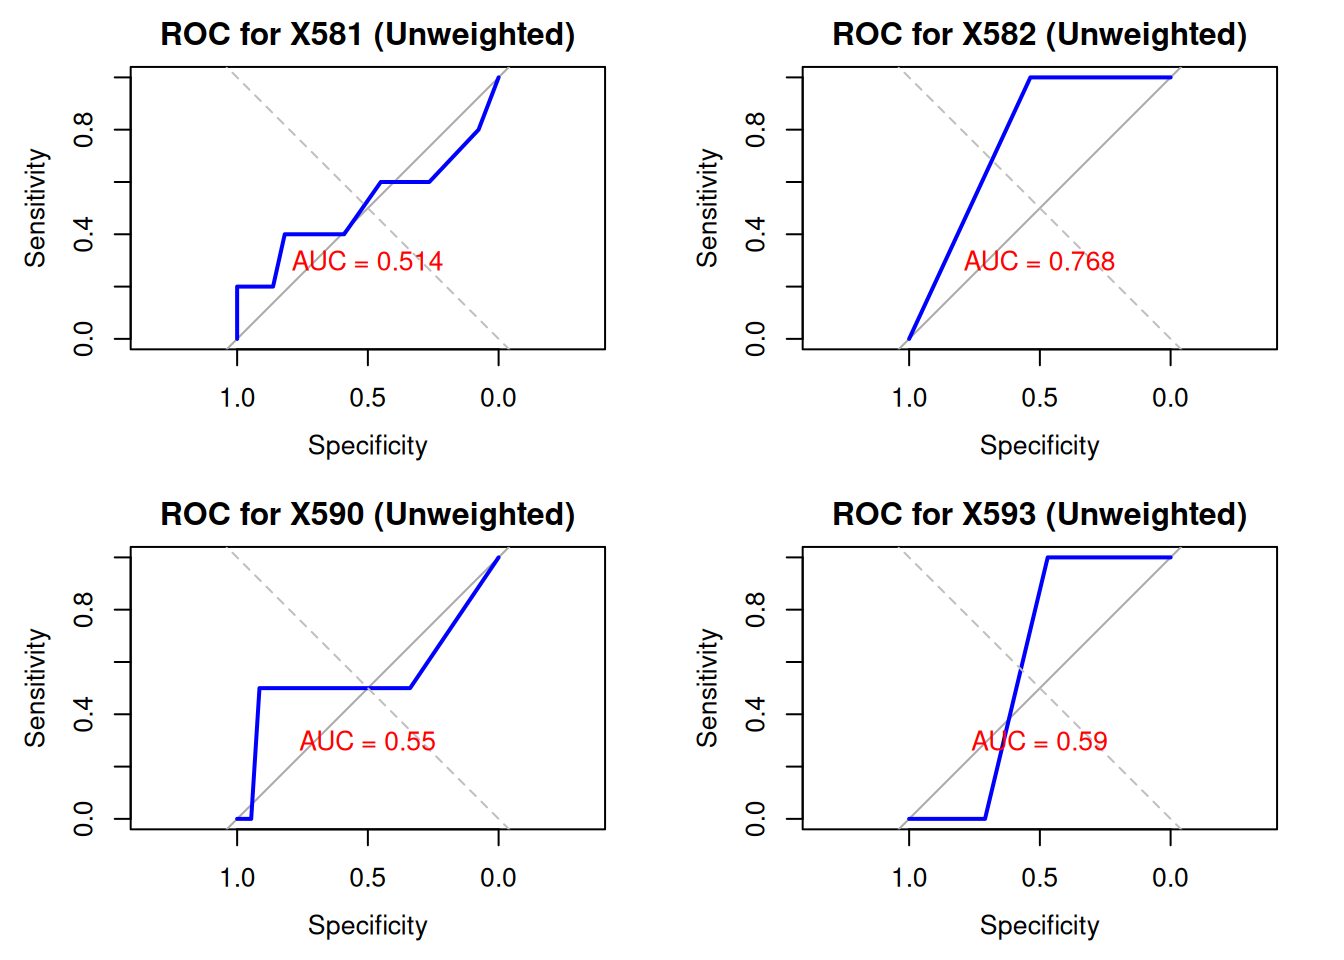 ROC for X581 (Unweighted)
Sensitivity
0.0
0.4
0.8
AUC = 0.514
1.0 0.5 0.0
Specificity
ROC for X582 (Unweighted)
Sensitivity
0.0
0.4
0.8
AUC = 0.768
1.0 0.5 0.0
Specificity
ROC for X590 (Unweighted)
Sensitivity
0.0
0.4
0.8
AUC = 0.55
1.0 0.5 0.0
Specificity
ROC for X593 (Unweighted)
Sensitivity
0.0
0.4
0.8
AUC = 0.59
1.0 0.5 0.0
Specificity